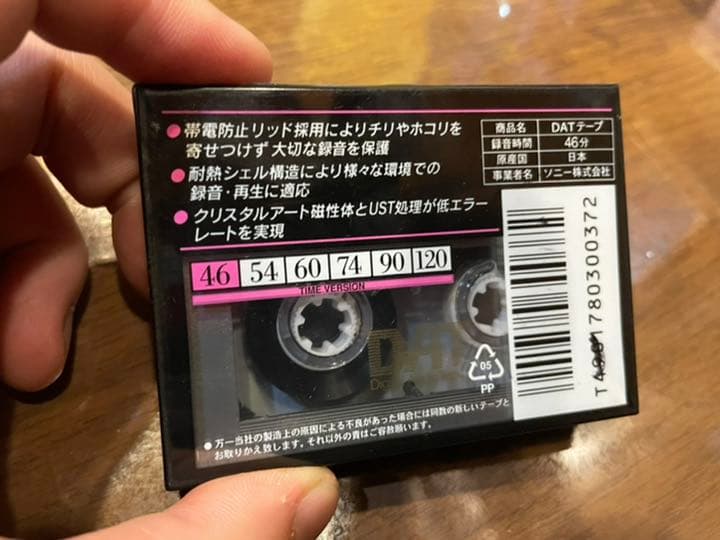 ●帯電防止リッド採用によりチリやホコリを
寄せつけず大切な録音を保護
●耐熱シェル構造により様々な環境での
録音・再生に適応
●クリスタルアート磁性体とUST処理が低エラー
レートを実現
商品名 DATテープ
録音時間 46分
原産国 日本
事業者名 ソニー株式会社
46 54 60 74 90 120
TIME VERSION
DAT
05
PP
1780300372
●万一当社の製造上の原因による不良があった場合には同数の新しいテープと
お取りかえ致します。それ以外の責はご容赦願います。